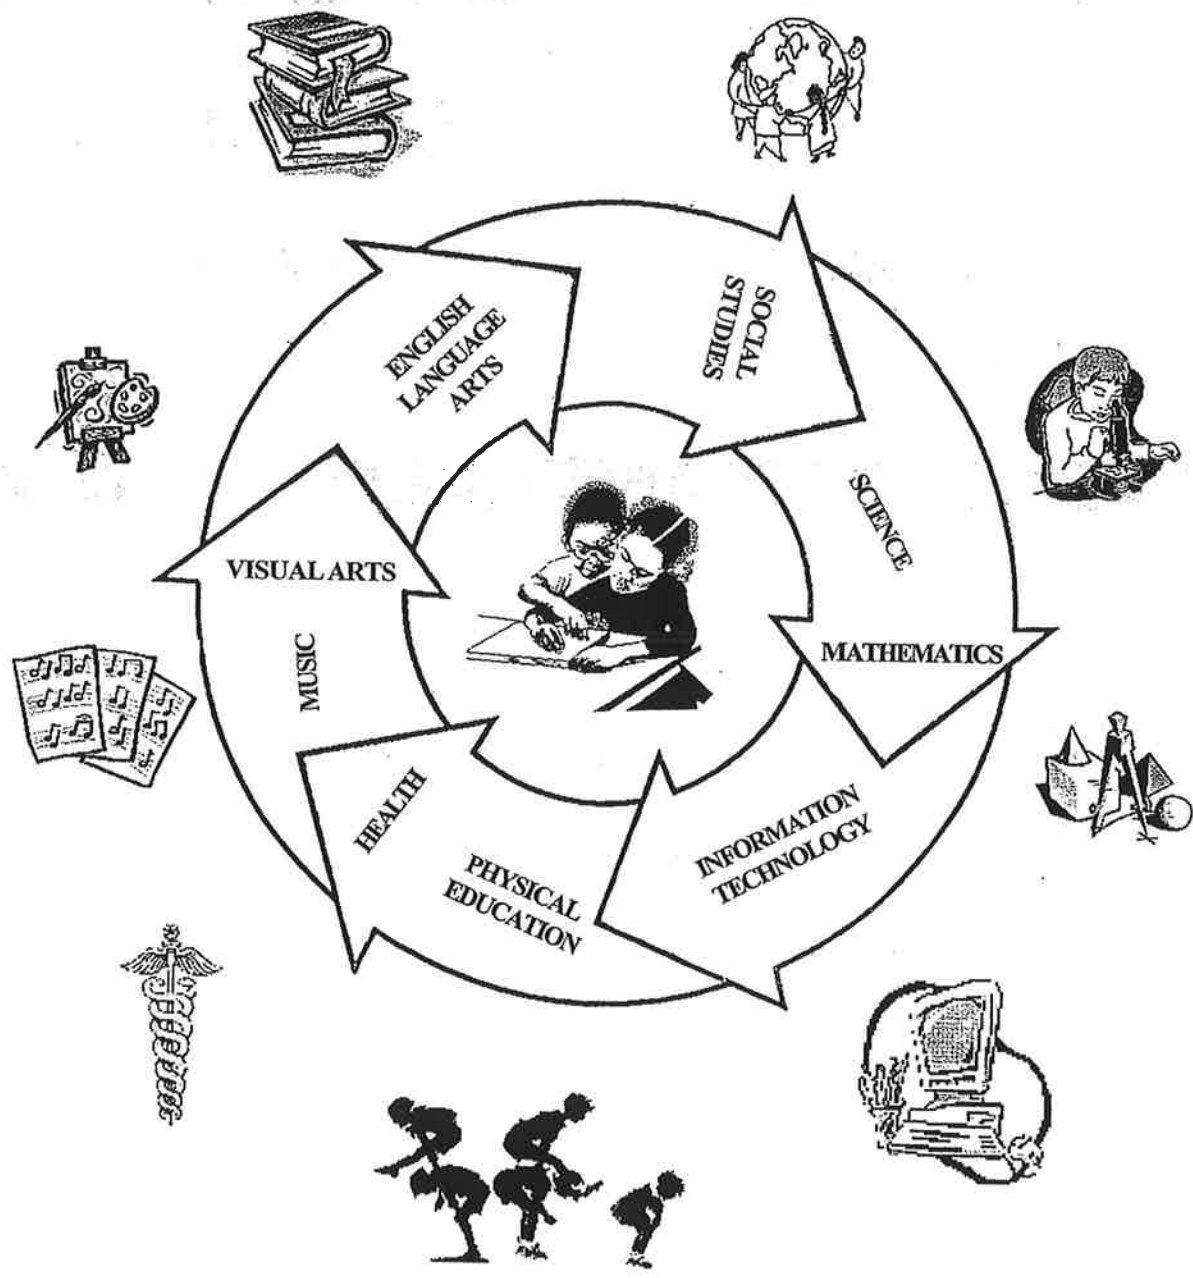 ENGLISH
LANGUAGE
ARTS
SOCIAL
STUDIES
SCIENCE
MATHEMATICS
INFORMATION
TECHNOLOGY
PHYSICAL
EDUCATION
HEALTH
MUSIC
VISUAL ARTS